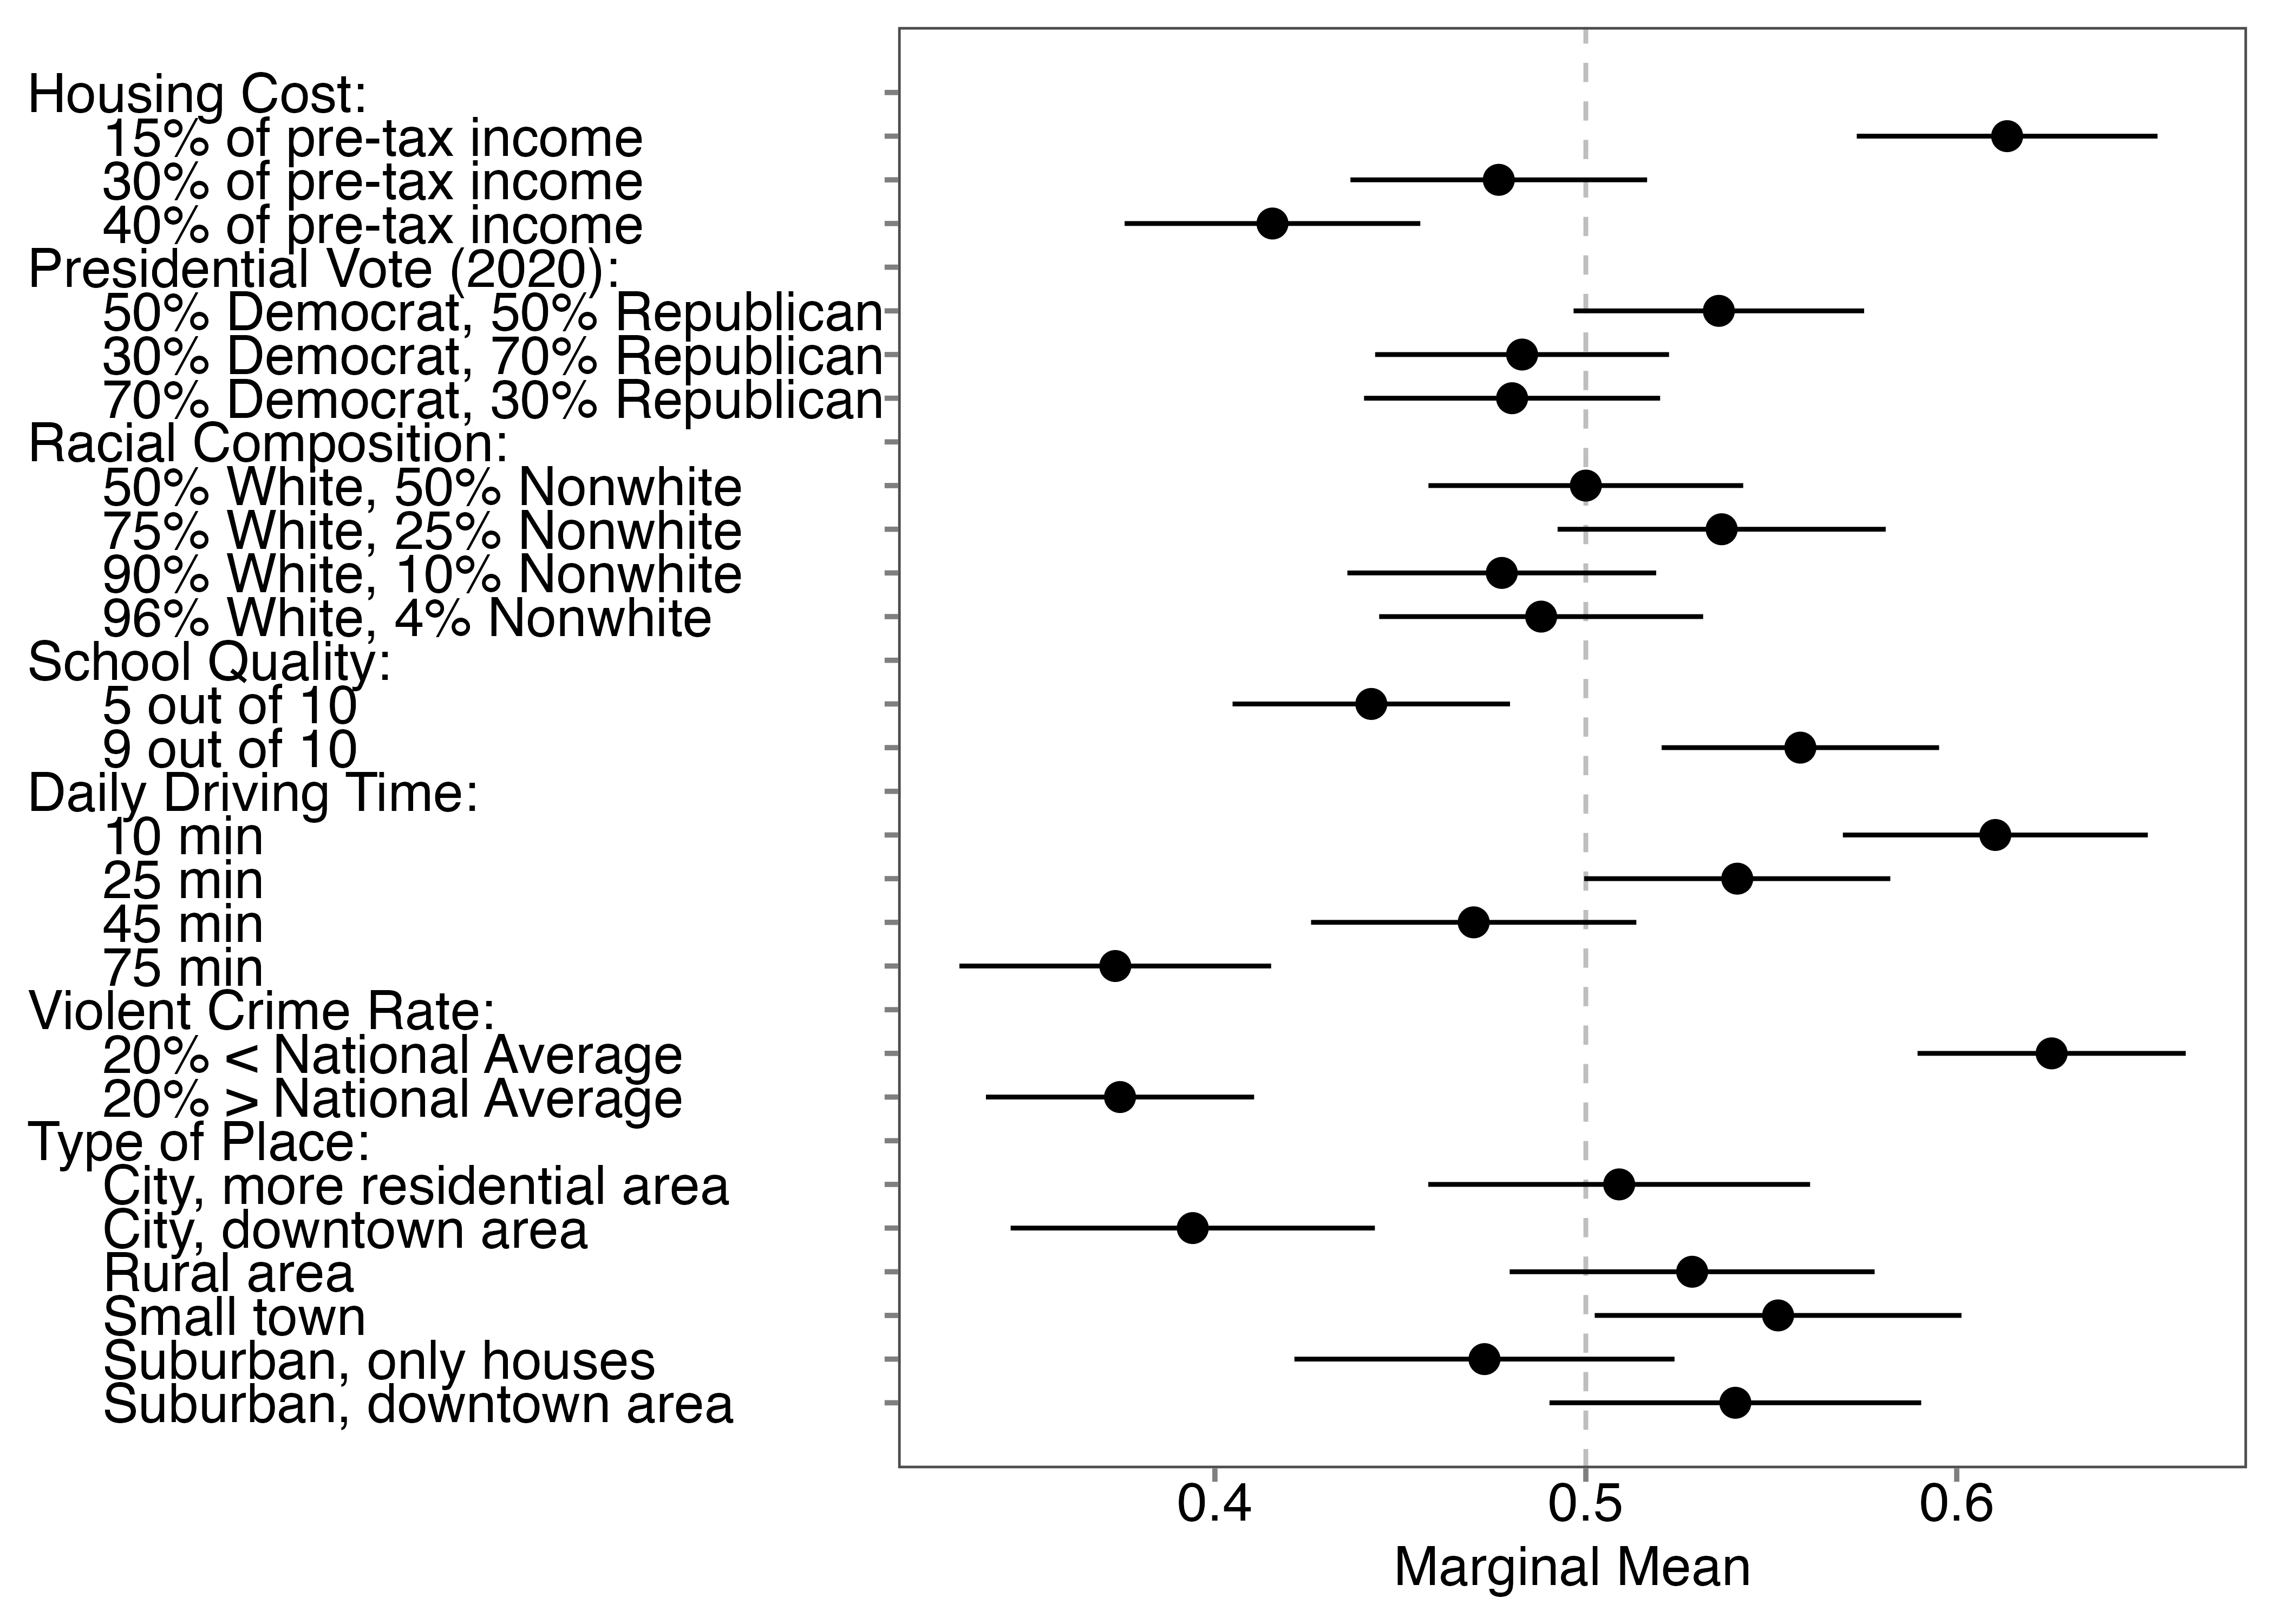 Housing Cost:
15% of pre-tax income
30% of pre-tax income
40% of pre-tax income
Presidential Vote (2020):
50% Democrat, 50% Republican
30% Democrat, 70% Republican
70% Democrat, 30% Republican
Racial Composition:
50% White, 50% Nonwhite
75% White, 25% Nonwhite
90% White, 10% Nonwhite
96% White, 4% Nonwhite
School Quality:
5 out of 10
9 out of 10
Daily Driving Time:
10 min
25 min
45 min
75 min
Violent Crime Rate:
20% < National Average
20% > National Average
Type of Place:
City, more residential area
City, downtown area
Rural area
Small town
Suburban, only houses
Suburban, downtown area
0.4 0.5 0.6
Marginal Mean